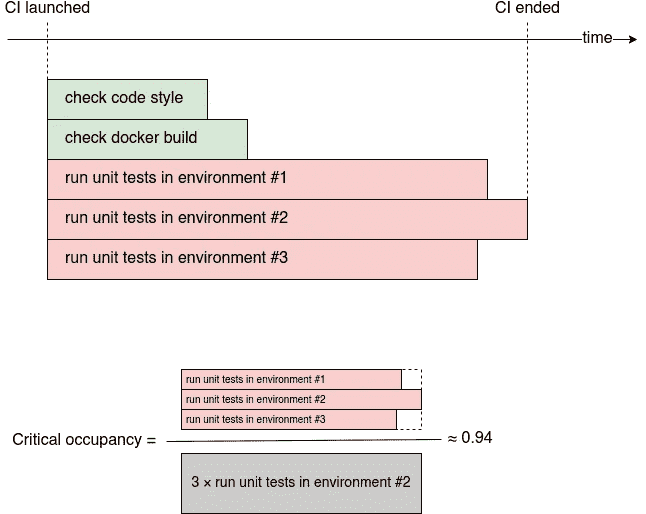 CI launched
CI ended
time
check code style
check docker build
run unit tests in environment #1
run unit tests in environment #2
run unit tests in environment #3
run unit tests in environment #1
run unit tests in environment #2
run unit tests in environment #3
Critical occupancy =
≈ 0.94
3 × run unit tests in environment #2